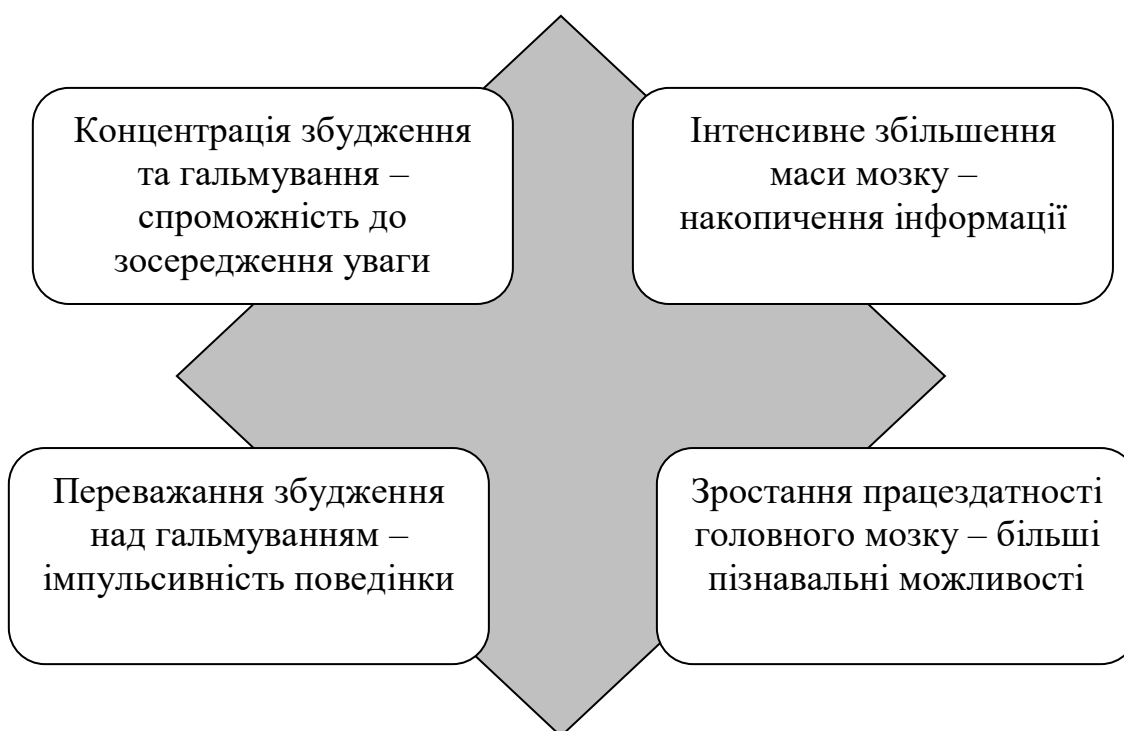 Концентрація збудження
та гальмування –
спроможність до
зосередження уваги
Інтенсивне збільшення
маси мозку –
накопичення інформації
Переважання збудження
над гальмуванням –
імпульсивність поведінки
Зростання працездатності
головного мозку – більші
пізнавальні можливості